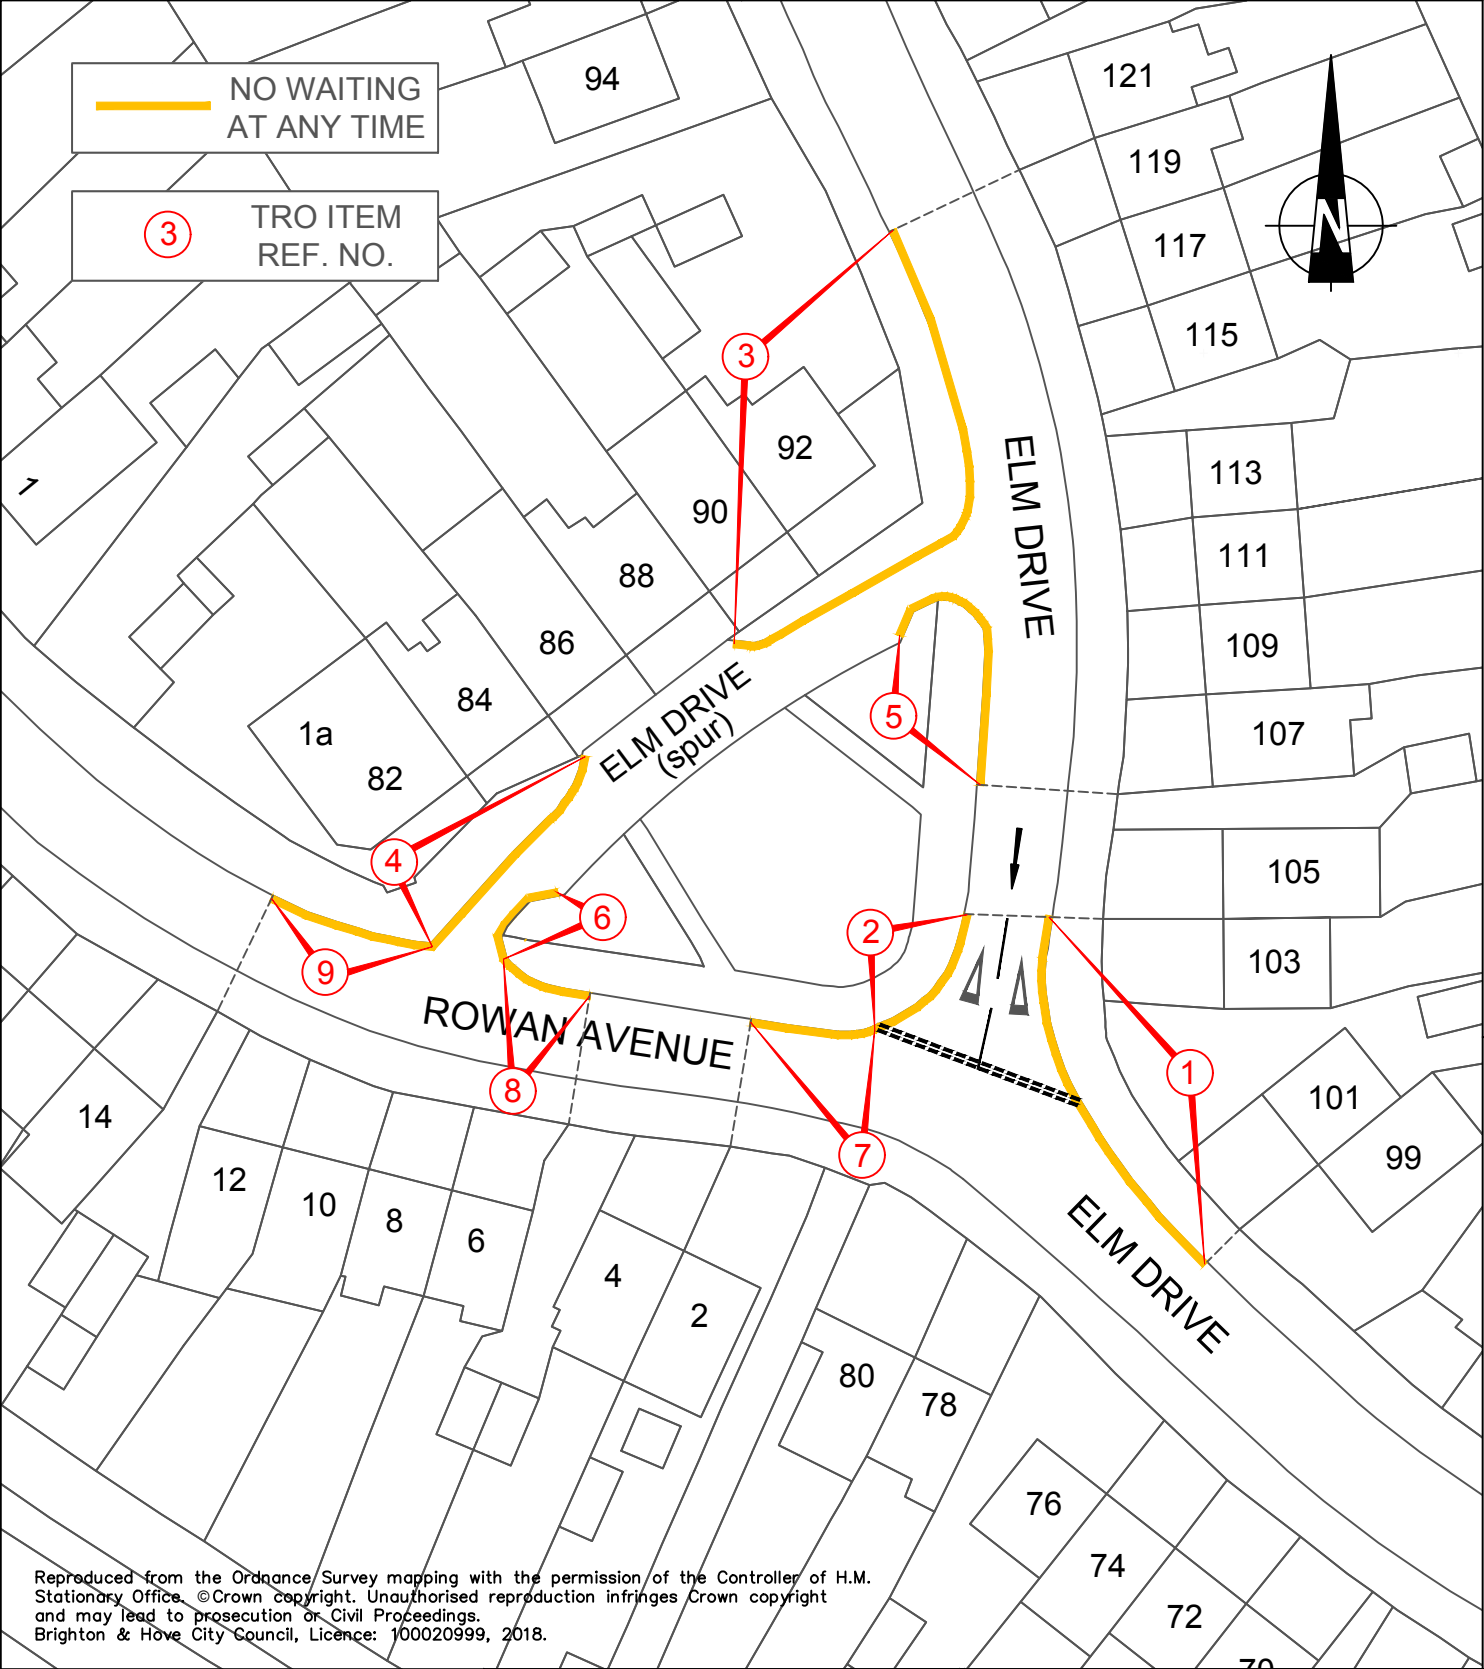 NO WAITING
AT ANY TIME
3
TRO ITEM
REF. NO.
N
94
121
119
117
115
3
92
90
88
86
84
1a
82
1
ELM DRIVE
113
111
109
107
105
103
ELM DRIVE
(spur)
5
4
6
2
9
ROWAN AVENUE
8
7
1
101
99
14
12
10
8
6
4
2
ELM DRIVE
80
78
76
74
72
Reproduced from the Ordnance Survey mapping with the permission of the Controller of H.M.
Stationary Office. ©Crown copyright. Unauthorised reproduction infringes Crown copyright
and may lead to prosecution or Civil Proceedings.
Brighton & Hove City Council, Licence: 100020999, 2018.